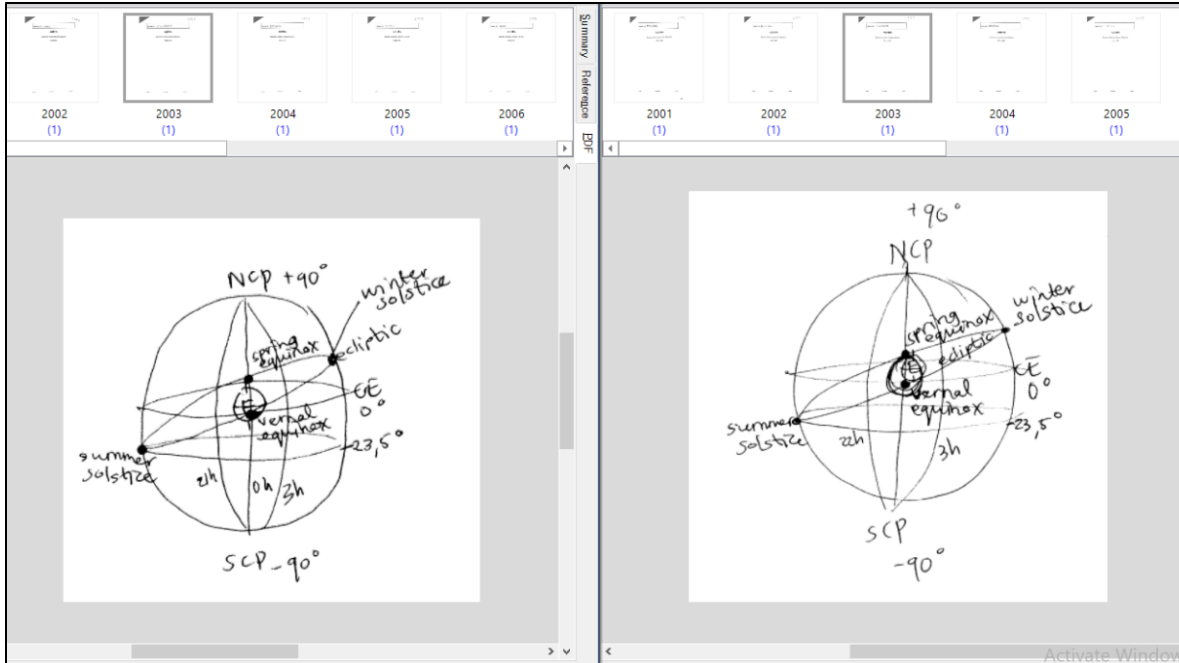 2002
2003
2004
2005
2006
(1)
(1)
(1)
(1)
(1)
Summary
Reference
PDF
NCP +90°
winter
solstice
spring
equinox
ecliptic
CE
0°
vernal
equinox
-23,5°
summer
solstize
21h
0h
3h
SCP -90°
2001
2002
2003
2004
2005
(1)
(1)
(1)
(1)
(1)
+90°
NCP
winter
solstice
spring
equinox
ecliptic
E
CE
0°
vernal
equinox
-23,5°
summer
solstize
22h
3h
SCP
-90°
Activate Window